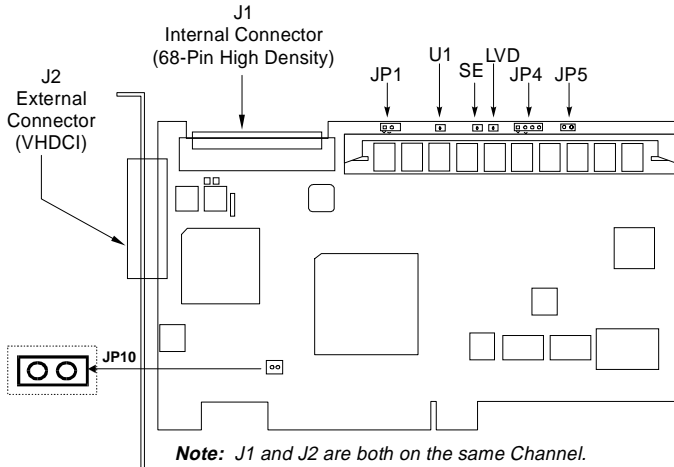 J1
Internal Connector
(68-Pin High Density)
J2
External
Connector
(VHDCI)
JP1
U1
SE
LVD
JP4
JP5
JP10
Note: J1 and J2 are both on the same Channel.